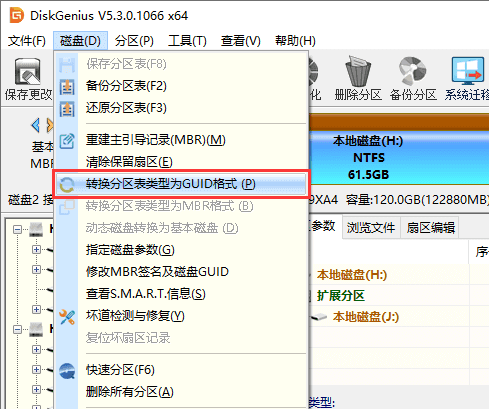 DiskGenius V5.3.0.1066 x64
文件(F) 磁盘(D) 分区(P) 工具(T) 查看(V) 帮助(H)
保存更改 化 删除分区 备份分区 系统迁移
保存分区表(F8)
备份分区表(F2)
还原分区表(F3)
重建主引导记录(MBR)(M)
清除保留扇区(E)
转换分区表类型为GUID格式 (P)
转换分区表类型为MBR格式 (B)
动态磁盘转换为基本磁盘 (D)
指定磁盘参数(G)
修改MBR签名及磁盘GUID
查看S.M.A.R.T.信息(S)
坏道检测与修复(Y)
复位坏扇区记录
快速分区(F6)
删除所有分区(A)
基本
MBR
本地磁盘(H:)
NTFS
61.5GB
磁盘2 接 9XA4 容量:120.0GB(122880MB)
参数 浏览文件 扇区编辑
序
本地磁盘(H:)
扩展分区
本地磁盘(J:)
类型: